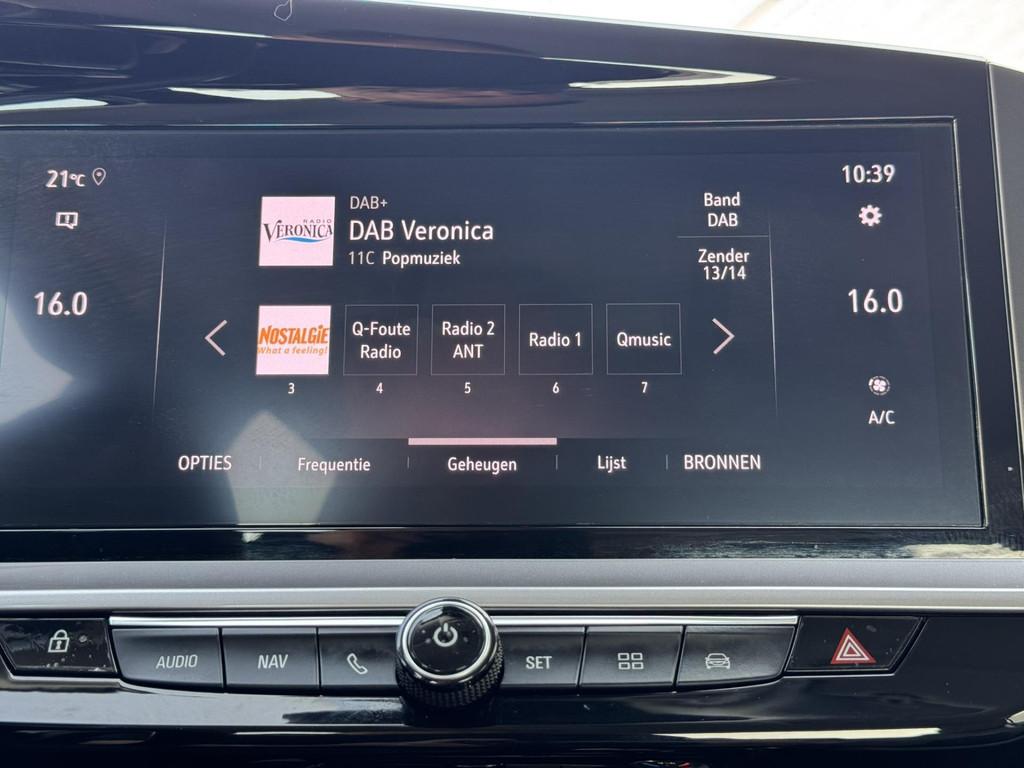 21°C
10:39
DAB+
DAB Veronica
11C Popmuziek
RADIO
VERONICA
Band
DAB
Zender
13/14
16.0
16.0
NOSTALGIE
What a feeling!
Q-Foute
Radio
Radio 2
ANT
Radio 1
Qmusic
3
4
5
6
7
A/C
OPTIES
Frequentie
Geheugen
Lijst
BRONNEN
AUDIO
NAV
SET